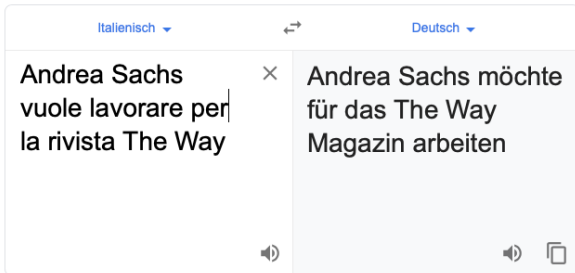 Italienisch
Deutsch
Andrea Sachs
vuole lavorare per
la rivista The Way
Andrea Sachs möchte
für das The Way
Magazin arbeiten